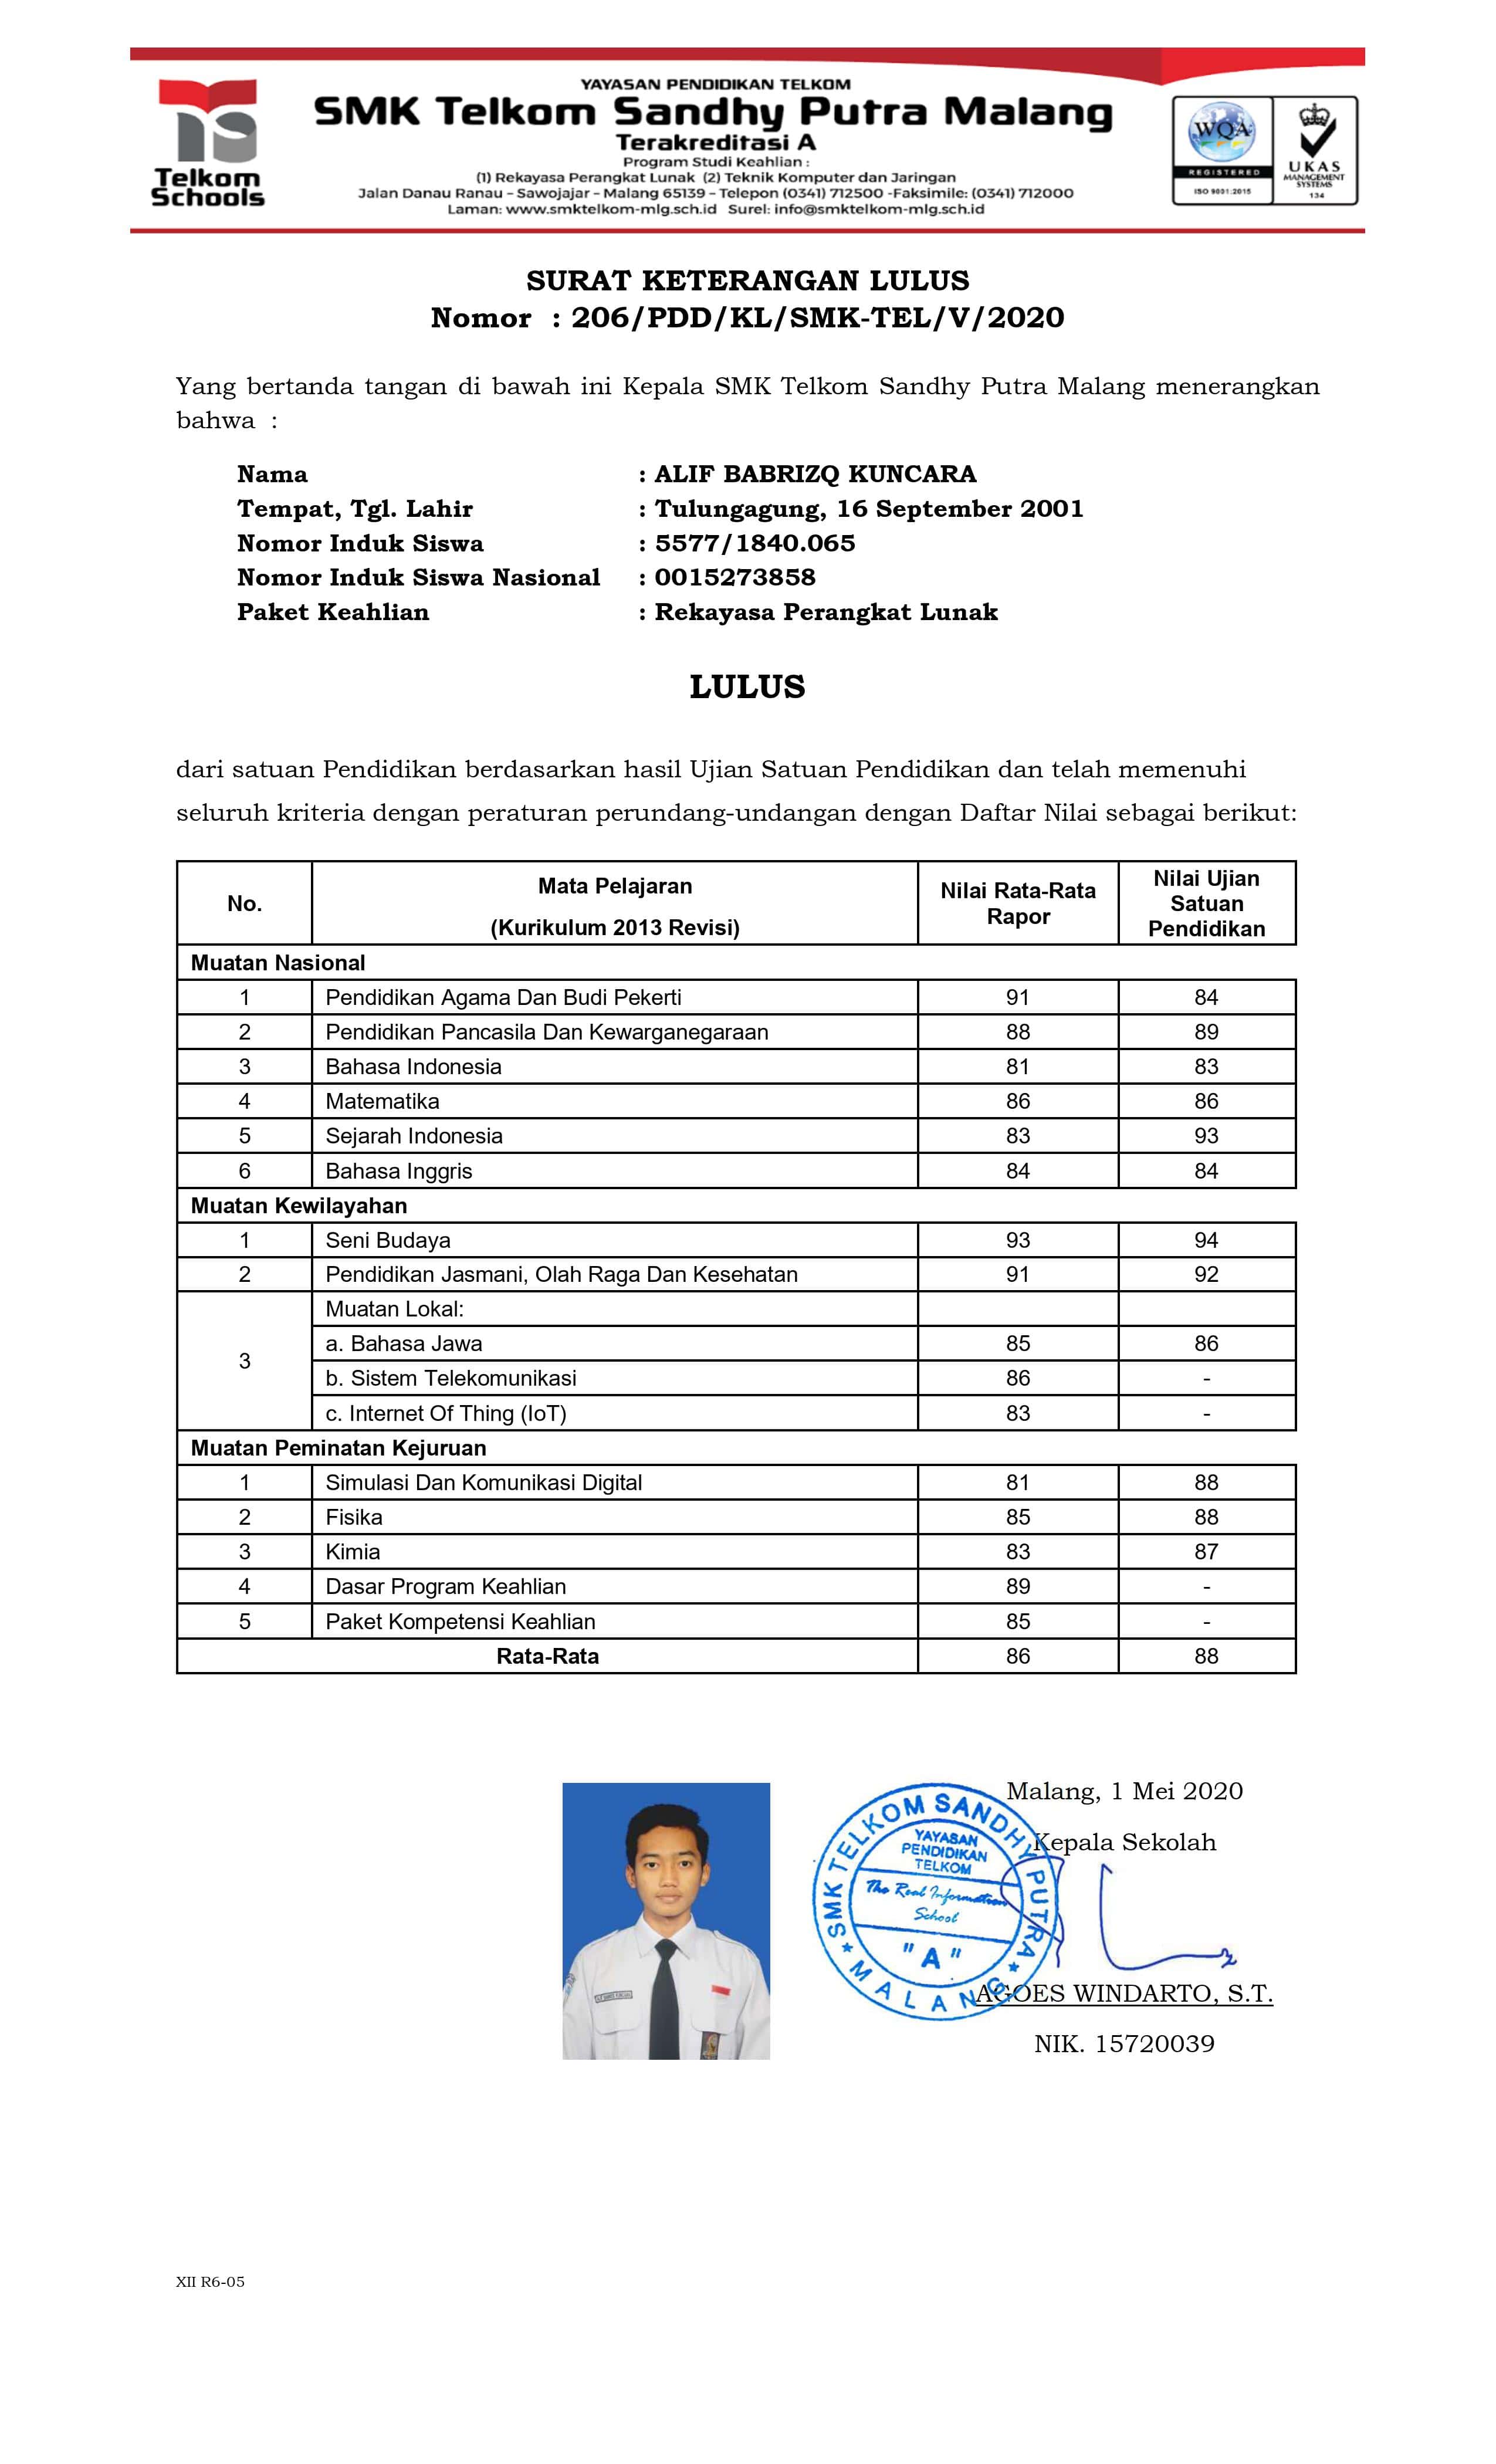 YAYASAN PENDIDIKAN TELKOM
SMK Telkom Sandhy Putra Malang
Terakreditasi A
Program Studi Keahlian :
(1) Rekayasa Perangkat Lunak (2) Teknik Komputer dan Jaringan
Jalan Danau Ranau – Sawojajar – Malang 65139 – Telepon (0341) 712500 -Faksimile: (0341) 712000
Laman: www.smktelkom-mlg.sch.id Surel: info@smktelkom-mlg.sch.id
Telkom
Schools
WQA
REGISTERED
ISO 9001:2015
UKAS
MANAGEMENT
SYSTEMS
134
SURAT KETERANGAN LULUS
Nomor : 206/PDD/KL/SMK-TEL/V/2020
Yang bertanda tangan di bawah ini Kepala SMK Telkom Sandhy Putra Malang menerangkan
bahwa :
Nama : ALIF BABRIZQ KUNCARA
Tempat, Tgl. Lahir : Tulungagung, 16 September 2001
Nomor Induk Siswa : 5577/1840.065
Nomor Induk Siswa Nasional : 0015273858
Paket Keahlian : Rekayasa Perangkat Lunak
LULUS
dari satuan Pendidikan berdasarkan hasil Ujian Satuan Pendidikan dan telah memenuhi
seluruh kriteria dengan peraturan perundang-undangan dengan Daftar Nilai sebagai berikut:
No. Mata Pelajaran (Kurikulum 2013 Revisi) Nilai Rata-Rata Rapor Nilai Ujian Satuan Pendidikan
Muatan Nasional
1 Pendidikan Agama Dan Budi Pekerti 91 84
2 Pendidikan Pancasila Dan Kewarganegaraan 88 89
3 Bahasa Indonesia 81 83
4 Matematika 86 86
5 Sejarah Indonesia 83 93
6 Bahasa Inggris 84 84
Muatan Kewilayahan
1 Seni Budaya 93 94
2 Pendidikan Jasmani, Olah Raga Dan Kesehatan 91 92
3 Muatan Lokal:
a. Bahasa Jawa 85 86
b. Sistem Telekomunikasi 86 -
c. Internet Of Thing (IoT) 83 -
Muatan Peminatan Kejuruan
1 Simulasi Dan Komunikasi Digital 81 88
2 Fisika 85 88
3 Kimia 83 87
4 Dasar Program Keahlian 89 -
5 Paket Kompetensi Keahlian 85 -
Rata-Rata 86 88
Malang, 1 Mei 2020
Kepala Sekolah
SMK TELKOM SANDHY PUTRA
YAYASAN
PENDIDIKAN
TELKOM
The Real Information
School
"A"
MALANG
AGOES WINDARTO, S.T.
NIK. 15720039
XII R6-05